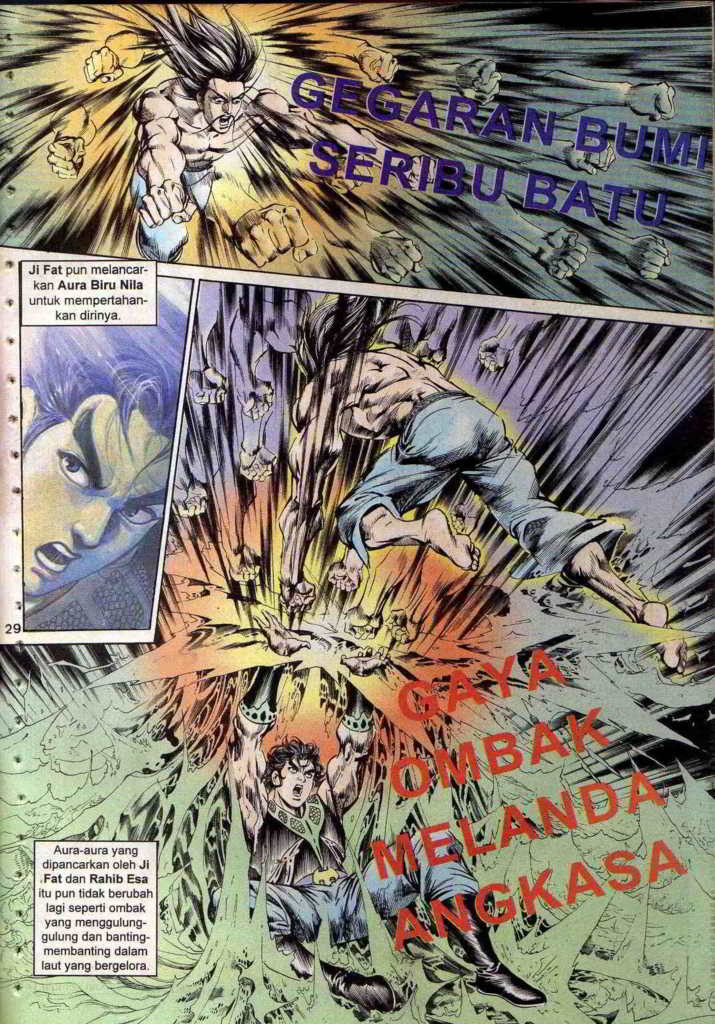 GEGARAN BUMI
SERIBU BATU
Ji Fat pun melancar-
kan Aura Biru Nila
untuk mempertahan-
kan dirinya.
29
GAYA
OMBAK
MELANDA
ANGKASA
Aura-aura yang
dipancarkan oleh Ji
Fat dan Rahib Esa
itu pun tidak berubah
lagi seperti ombak
yang menggulung-
gulung dan banting-
membanting dalam
laut yang bergelora.